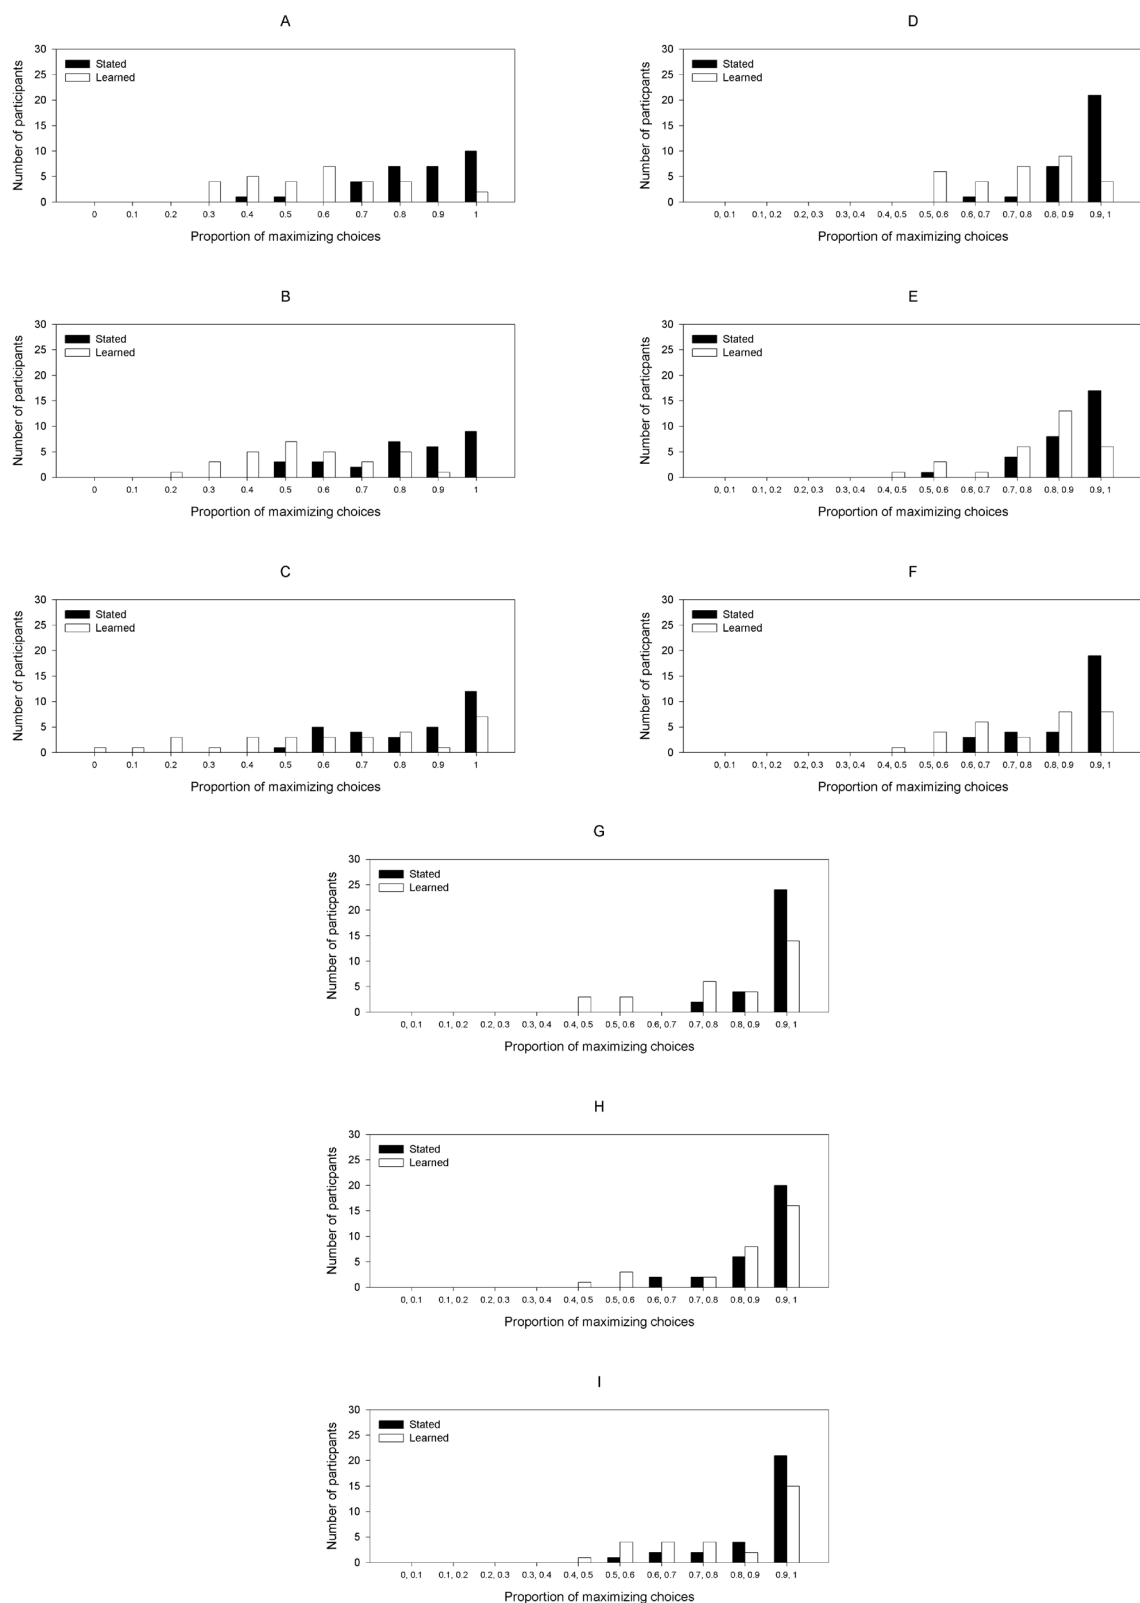 A
30
25
20
15
10
5
0
Number of participants
Stated
Learned
0 0.1 0.2 0.3 0.4 0.5 0.6 0.7 0.8 0.9 1
Proportion of maximizing choices
D
30
25
20
15
10
5
0
Number of particpants
Stated
Learned
0, 0.1 0.1, 0.2 0.2, 0.3 0.3, 0.4 0.4, 0.5 0.5, 0.6 0.6, 0.7 0.7, 0.8 0.8, 0.9 0.9, 1
Proportion of maximizing choices
B
30
25
20
15
10
5
0
Number of participants
Stated
Learned
0 0.1 0.2 0.3 0.4 0.5 0.6 0.7 0.8 0.9 1
Proportion of maximizing choices
E
30
25
20
15
10
5
0
Number of particpants
Stated
Learned
0, 0.1 0.1, 0.2 0.2, 0.3 0.3, 0.4 0.4, 0.5 0.5, 0.6 0.6, 0.7 0.7, 0.8 0.8, 0.9 0.9, 1
Proportion of maximizing choices
C
30
25
20
15
10
5
0
Number of participants
Stated
Learned
0 0.1 0.2 0.3 0.4 0.5 0.6 0.7 0.8 0.9 1
Proportion of maximizing choices
F
30
25
20
15
10
5
0
Number of particpants
Stated
Learned
0, 0.1 0.1, 0.2 0.2, 0.3 0.3, 0.4 0.4, 0.5 0.5, 0.6 0.6, 0.7 0.7, 0.8 0.8, 0.9 0.9, 1
Proportion of maximizing choices
G
30
25
20
15
10
5
0
Number of particpants
Stated
Learned
0, 0.1 0.1, 0.2 0.2, 0.3 0.3, 0.4 0.4, 0.5 0.5, 0.6 0.6, 0.7 0.7, 0.8 0.8, 0.9 0.9, 1
Proportion of maximizing choices
H
30
25
20
15
10
5
0
Number of particpants
Stated
Learned
0, 0.1 0.1, 0.2 0.2, 0.3 0.3, 0.4 0.4, 0.5 0.5, 0.6 0.6, 0.7 0.7, 0.8 0.8, 0.9 0.9, 1
Proportion of maximizing choices
I
30
25
20
15
10
5
0
Number of particpants
Stated
Learned
0, 0.1 0.1, 0.2 0.2, 0.3 0.3, 0.4 0.4, 0.5 0.5, 0.6 0.6, 0.7 0.7, 0.8 0.8, 0.9 0.9, 1
Proportion of maximizing choices